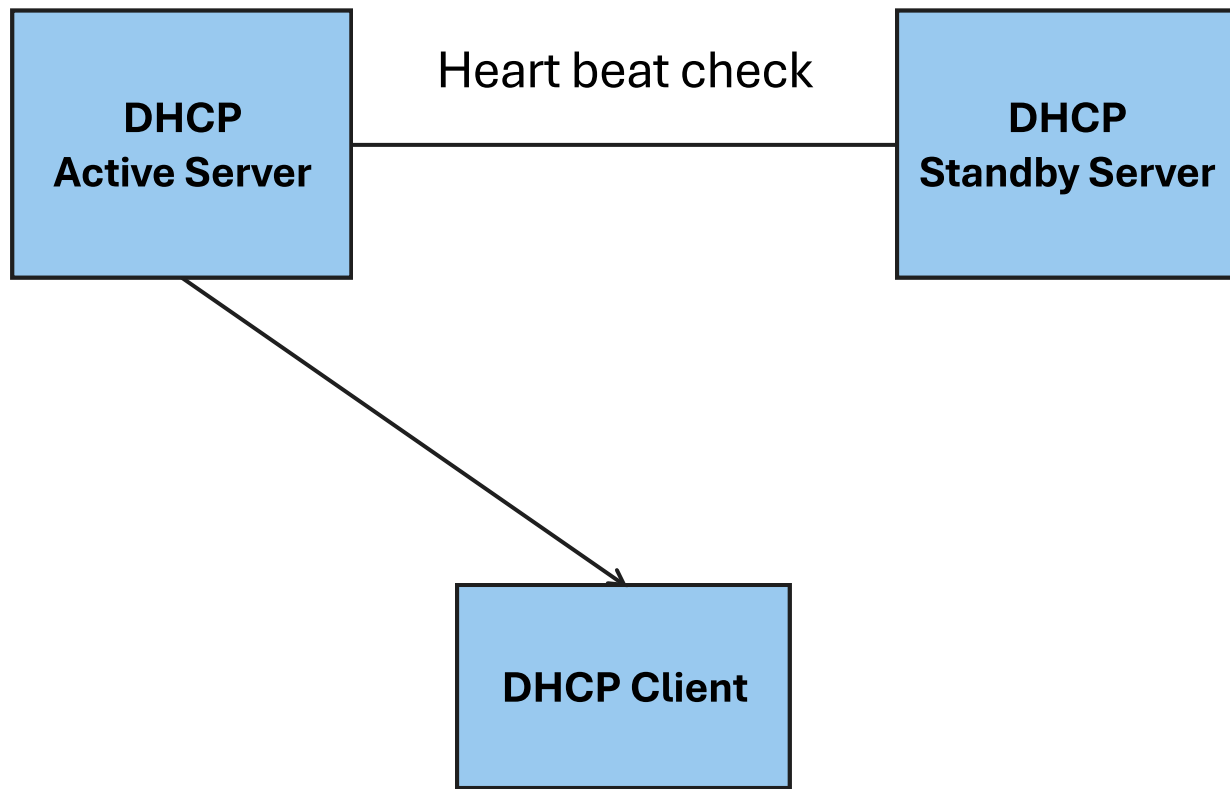 DHCP
Active Server
Heart beat check
DHCP
Standby Server
DHCP Client